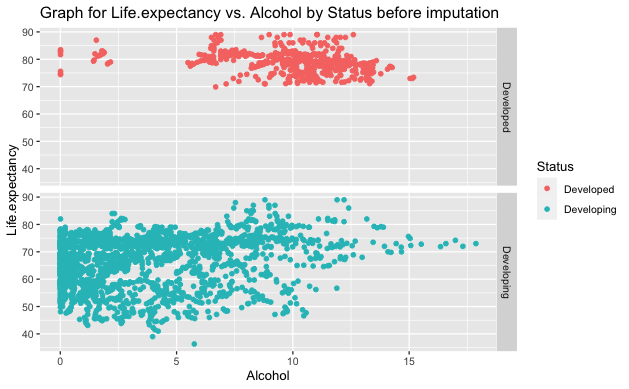 Graph for Life.expectancy vs. Alcohol by Status before imputation
Life.expectancy
90
80
70
60
50
40
Developed
90
80
70
60
50
40
Developing
0
5
10
15
Alcohol
Status
Developed
Developing